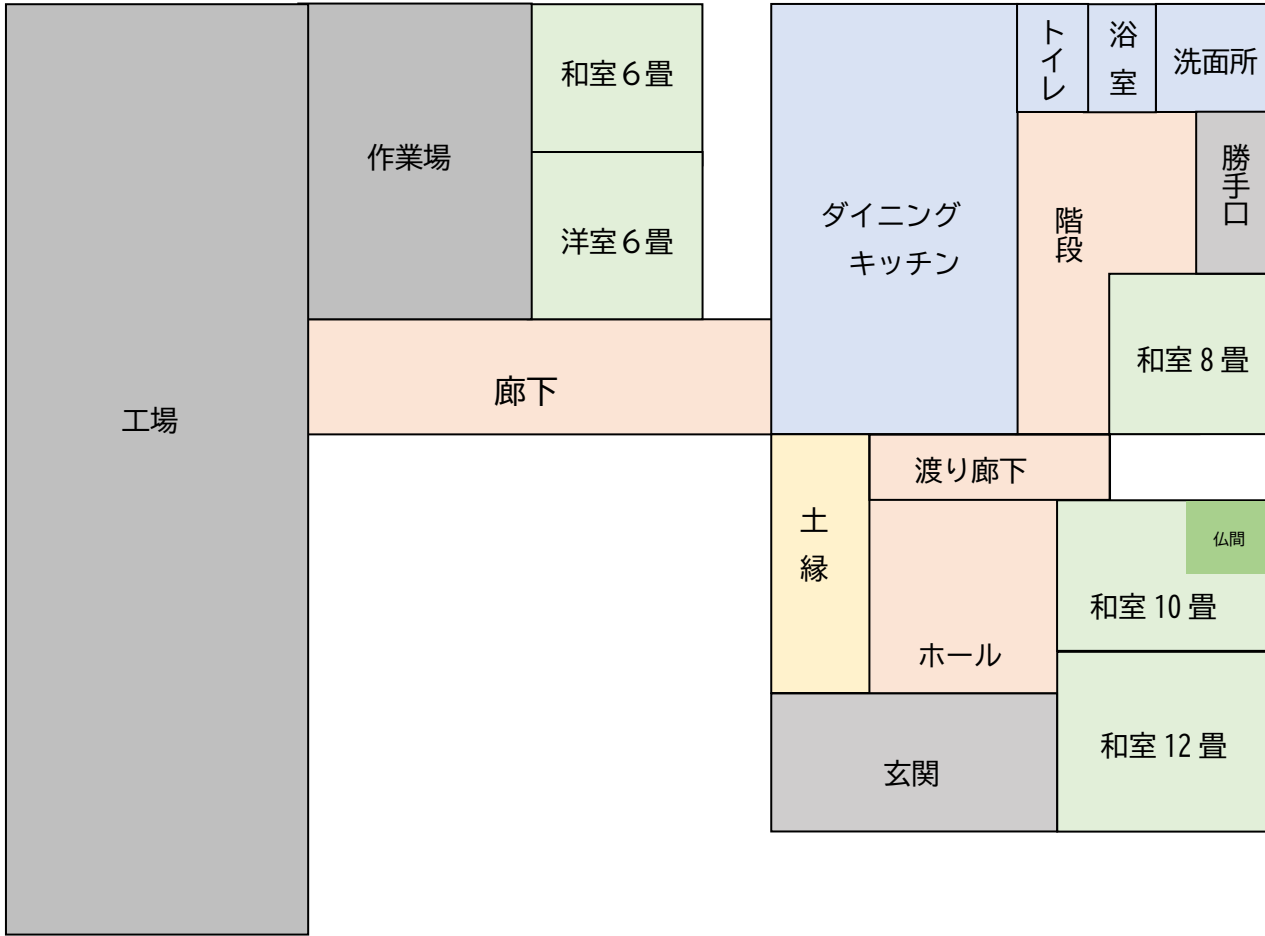 工場
作業場
和室６畳
洋室６畳
廊下
ダイニング
キッチン
トイレ
浴室
洗面所
階段
勝手口
和室8畳
渡り廊下
土縁
ホール
仏間
和室10畳
和室12畳
玄関